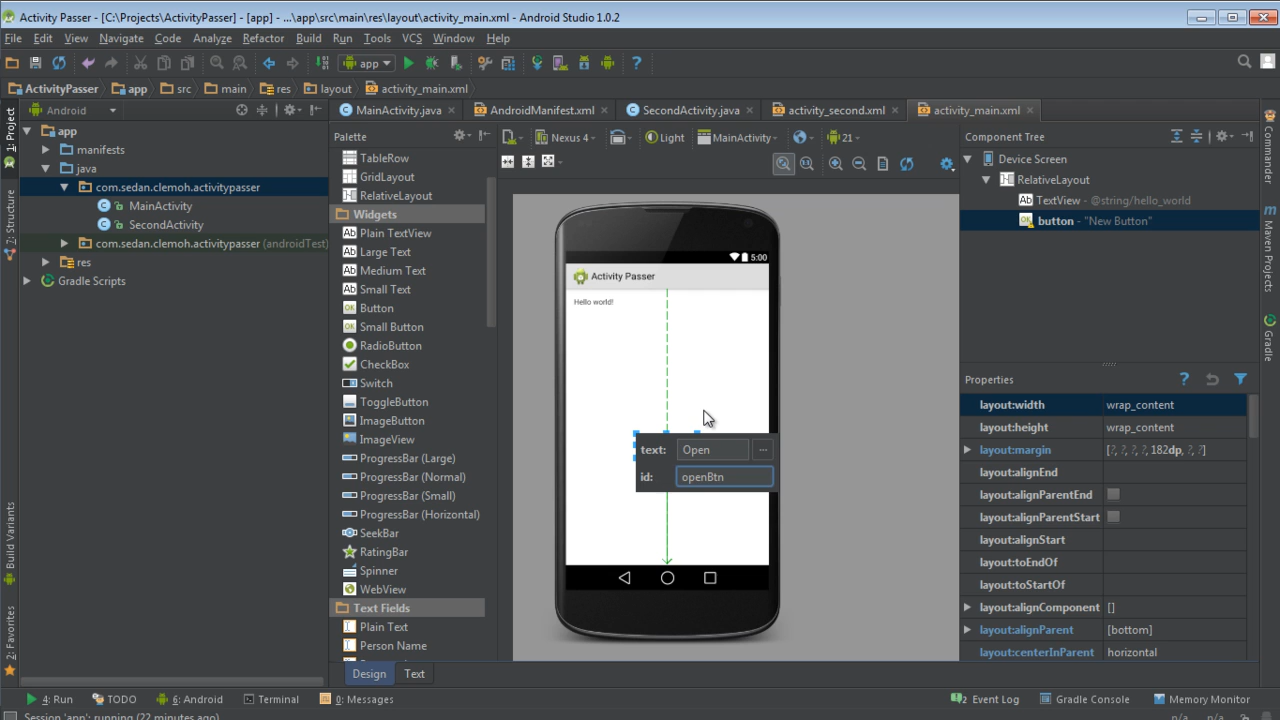 Activity Passer - [C:\Projects\ActivityPasser] - [app] - ...\app\src\main\res\layout\activity_main.xml - Android Studio 1.0.2
File Edit View Navigate Code Analyze Refactor Build Run Tools VCS Window Help
app
ActivityPasser app src main res layout activity_main.xml
Android
MainActivity.java AndroidManifest.xml SecondActivity.java activity_second.xml activity_main.xml
1: Project
7: Structure
Build Variants
2: Favorites
app
manifests
java
com.sedan.clemoh.activitypasser
MainActivity
SecondActivity
com.sedan.clemoh.activitypasser (androidTest)
res
Gradle Scripts
Palette
TableRow
GridLayout
RelativeLayout
Widgets
Plain TextView
Large Text
Medium Text
Small Text
Button
Small Button
RadioButton
CheckBox
Switch
ToggleButton
ImageButton
ImageView
ProgressBar (Large)
ProgressBar (Normal)
ProgressBar (Small)
ProgressBar (Horizontal)
SeekBar
RatingBar
Spinner
WebView
Text Fields
Plain Text
Person Name
Nexus 4 Light MainActivity 21
5:00
Activity Passer
Hello world!
text: Open ...
id: openBtn
Design Text
Component Tree
Device Screen
RelativeLayout
Ab TextView - @string/hello_world
button - "New Button"
Properties
layout:width wrap_content
layout:height wrap_content
layout:margin [?, ?, ?, ?, 182dp, ?, ?]
layout:alignEnd
layout:alignParentEnd
layout:alignParentStart
layout:alignStart
layout:toEndOf
layout:toStartOf
layout:alignComponent []
layout:alignParent [bottom]
layout:centerInParent horizontal
Commander
Maven Projects
Gradle
4: Run TODO 6: Android Terminal 0: Messages 2 Event Log Gradle Console Memory Monitor
Session 'app': running (22 minutes ago) n/a n/a